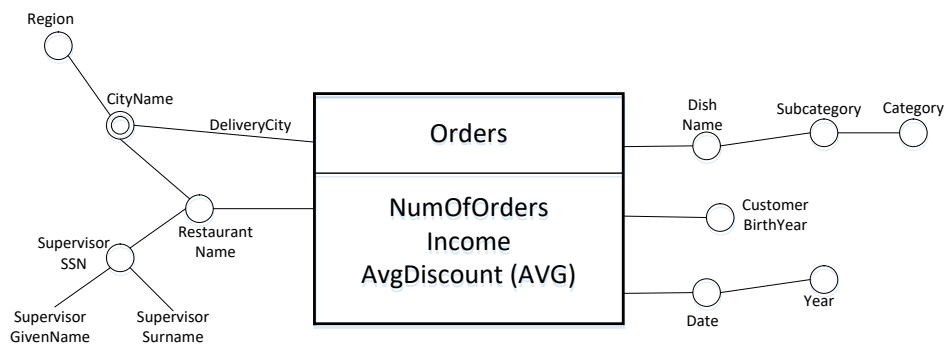 Region
CityName
DeliveryCity
Restaurant
Name
Supervisor
SSN
Supervisor
GivenName
Supervisor
Surname
Orders
NumOfOrders
Income
AvgDiscount (AVG)
Dish
Name
Subcategory
Category
Customer
BirthYear
Date
Year